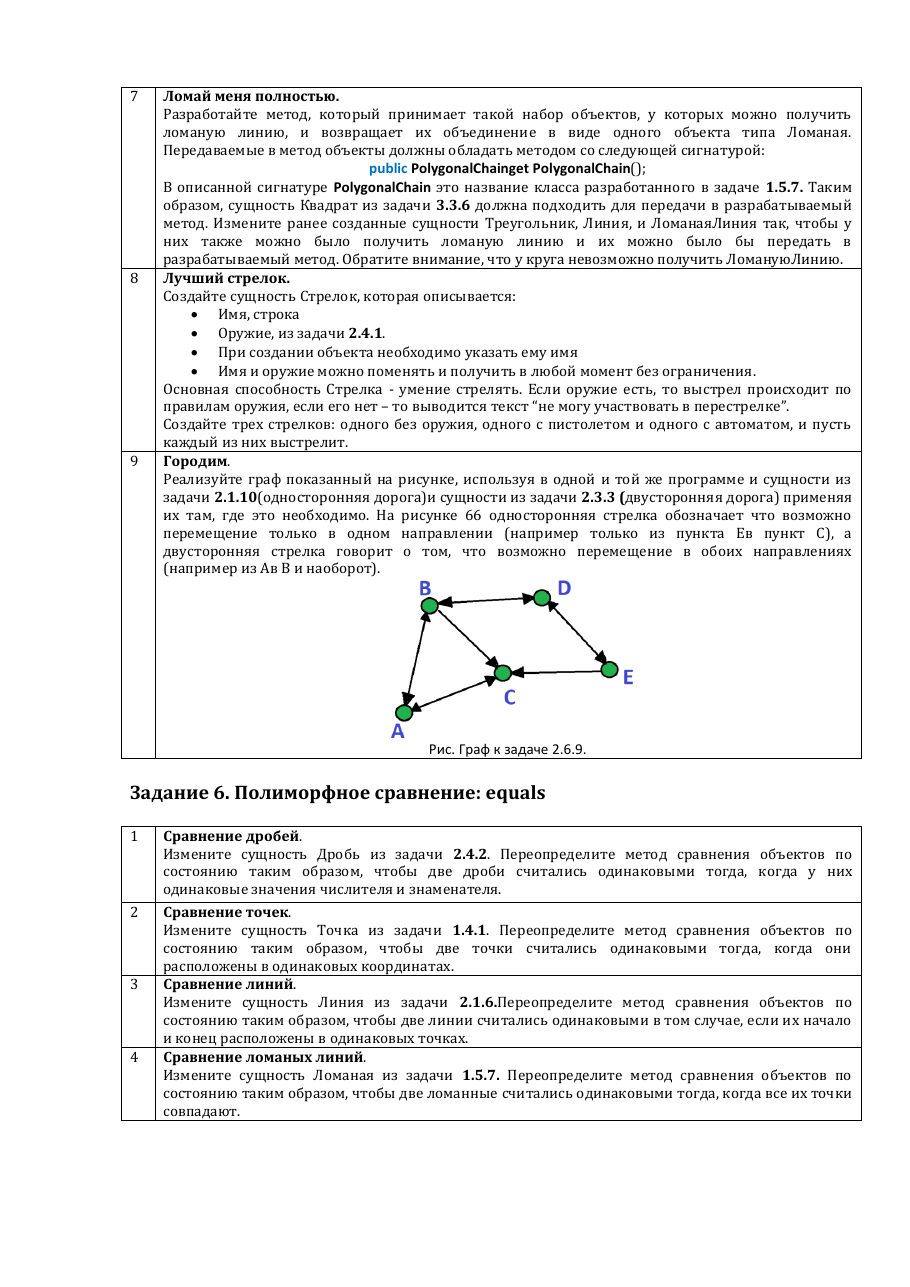 7 Ломай меня полностью.
Разработайте метод, который принимает такой набор объектов, у которых можно получить
ломаную линию, и возвращает их объединение в виде одного объекта типа Ломаная.
Передаваемые в метод объекты должны обладать методом со следующей сигнатурой:
public PolygonalChainget PolygonalChain();
В описанной сигнатуре PolygonalChain это название класса разработанного в задаче 1.5.7. Таким
образом, сущность Квадрат из задачи 3.3.6 должна подходить для передачи в разрабатываемый
метод. Измените ранее созданные сущности Треугольник, Линия, и ЛоманаяЛиния так, чтобы у
них также можно было получить ломаную линию и их можно было бы передать в
разрабатываемый метод. Обратите внимание, что у круга невозможно получить ЛомануюЛинию.
8 Лучший стрелок.
Создайте сущность Стрелок, которая описывается:
• Имя, строка
• Оружие, из задачи 2.4.1.
• При создании объекта необходимо указать ему имя
• Имя и оружие можно поменять и получить в любой момент без ограничения.
Основная способность Стрелка - умение стрелять. Если оружие есть, то выстрел происходит по
правилам оружия, если его нет – то выводится текст “не могу участвовать в перестрелке”.
Создайте трех стрелков: одного без оружия, одного с пистолетом и одного с автоматом, и пусть
каждый из них выстрелит.
9 Городим.
Реализуйте граф показанный на рисунке, используя в одной и той же программе и сущности из
задачи 2.1.10(односторонняя дорога)и сущности из задачи 2.3.3 (двусторонняя дорога) применяя
их там, где это необходимо. На рисунке 66 односторонняя стрелка обозначает что возможно
перемещение только в одном направлении (например только из пункта Ев пункт С), а
двусторонняя стрелка говорит о том, что возможно перемещение в обоих направлениях
(например из Ав В и наоборот).
B D
E
C
A
Рис. Граф к задаче 2.6.9.
Задание 6. Полиморфное сравнение: equals
1 Сравнение дробей.
Измените сущность Дробь из задачи 2.4.2. Переопределите метод сравнения объектов по
состоянию таким образом, чтобы две дроби считались одинаковыми тогда, когда у них
одинаковые значения числителя и знаменателя.
2 Сравнение точек.
Измените сущность Точка из задачи 1.4.1. Переопределите метод сравнения объектов по
состоянию таким образом, чтобы две точки считались одинаковыми тогда, когда они
расположены в одинаковых координатах.
3 Сравнение линий.
Измените сущность Линия из задачи 2.1.6.Переопределите метод сравнения объектов по
состоянию таким образом, чтобы две линии считались одинаковыми в том случае, если их начало
и конец расположены в одинаковых точках.
4 Сравнение ломаных линий.
Измените сущность Ломаная из задачи 1.5.7. Переопределите метод сравнения объектов по
состоянию таким образом, чтобы две ломанные считались одинаковыми тогда, когда все их точки
совпадают.